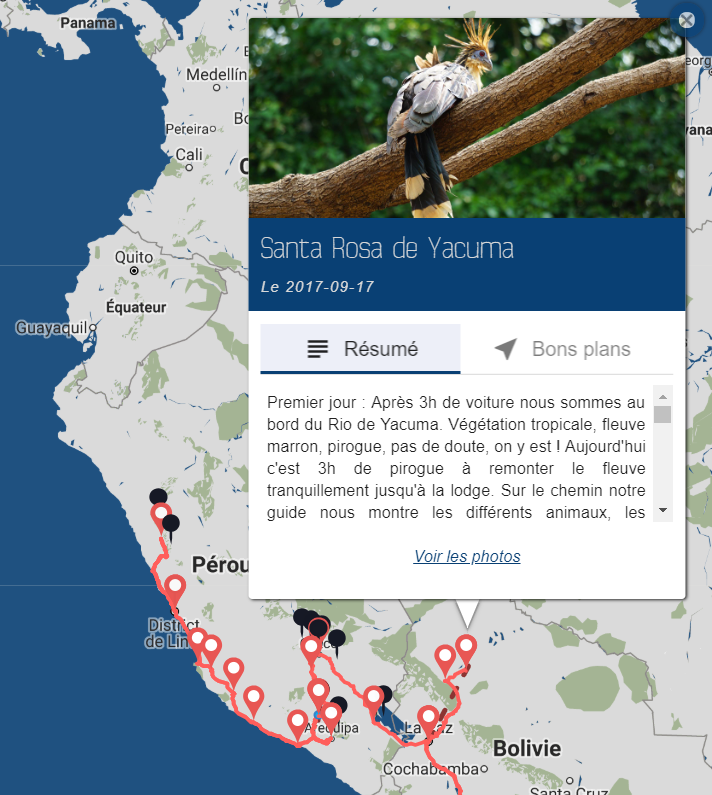 Panama
Medellín
Pereira
Cali
Quito
Équateur
Guayaquil
Santa Rosa de Yacuma
Le 2017-09-17
Résumé
Bons plans
Premier jour : Après 3h de voiture nous sommes au
bord du Rio de Yacuma. Végétation tropicale, fleuve
marron, pirogue, pas de doute, on y est ! Aujourd'hui
c'est 3h de pirogue à remonter le fleuve
tranquillement jusqu'à la lodge. Sur le chemin notre
guide nous montre les différents animaux, les
Voir les photos
Pérou
District
de Lim
Arequipa
La Paz
Bolivie
Cochabamba
Santa Cruz